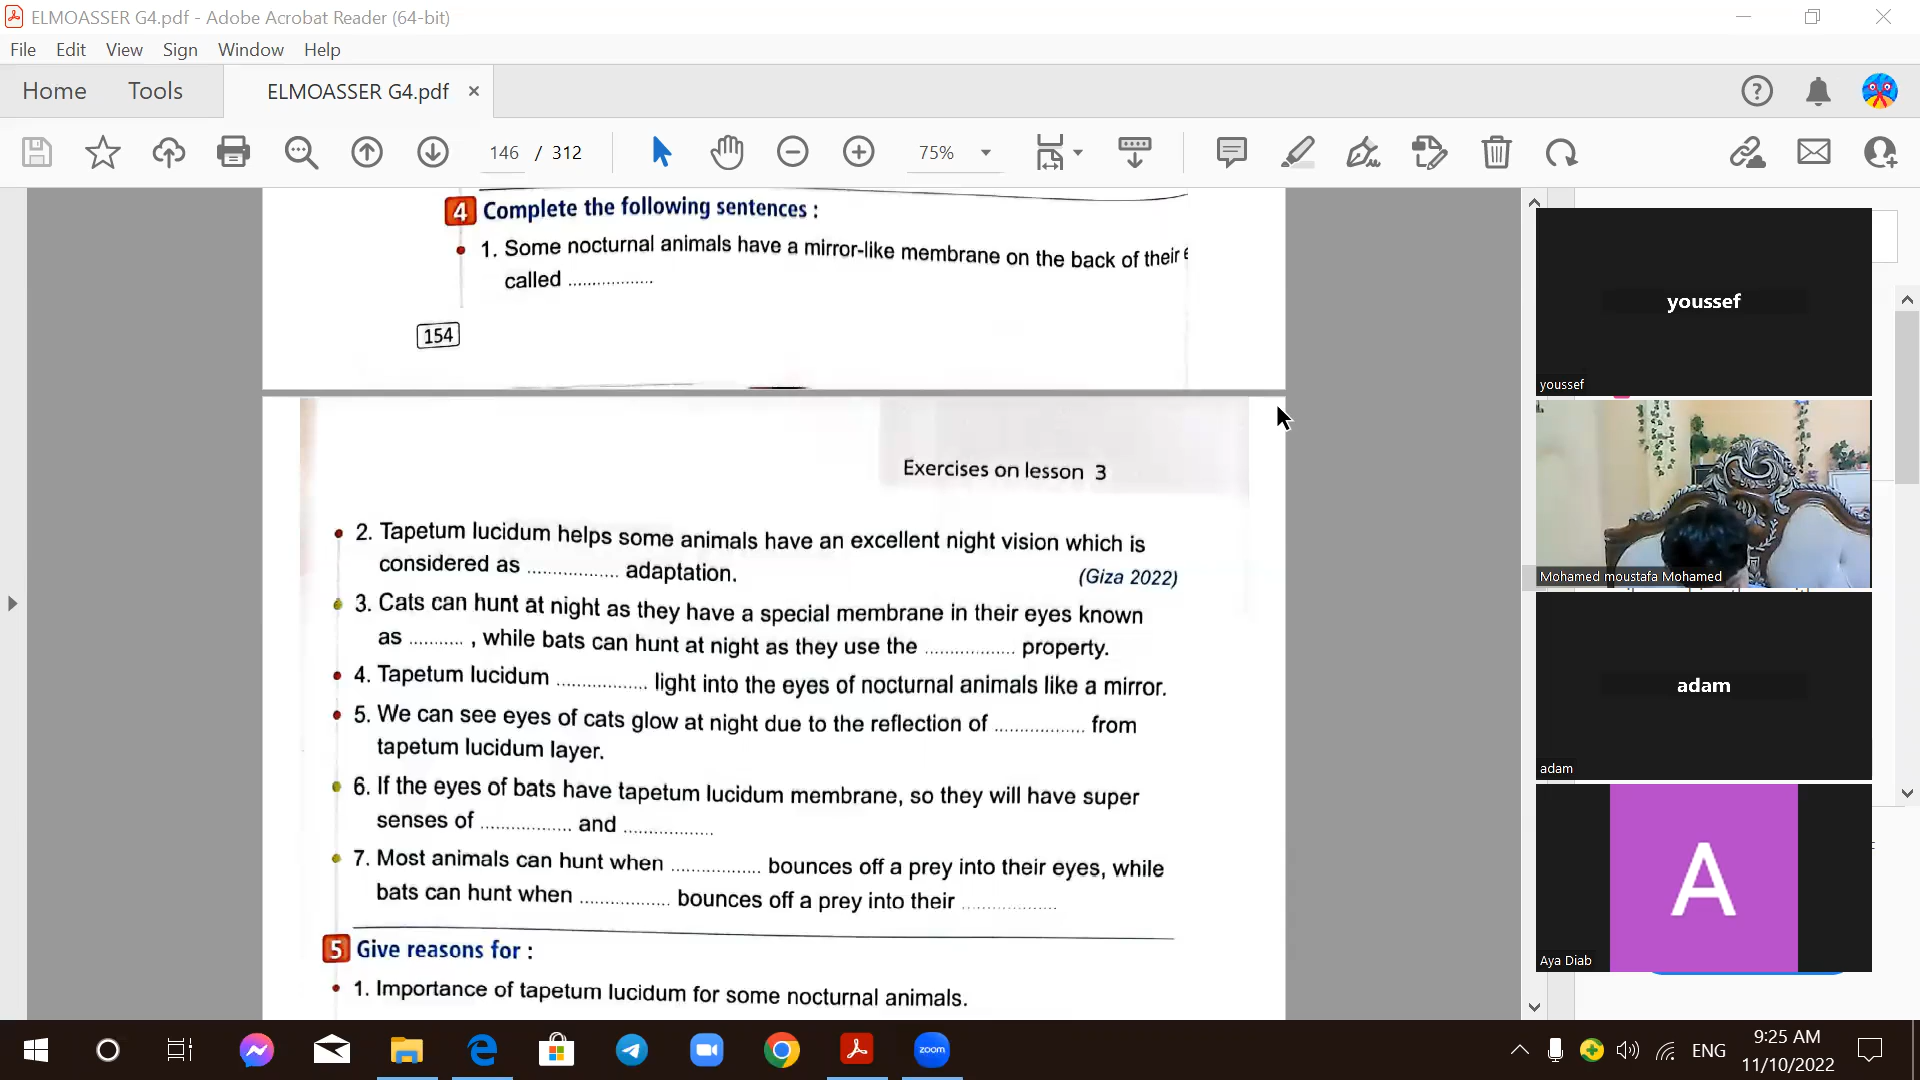 ELMOASSER G4.pdf - Adobe Acrobat Reader (64-bit)
File Edit View Sign Window Help
Home Tools ELMOASSER G4.pdf
146 / 312 75%
4 Complete the following sentences :
1. Some nocturnal animals have a mirror-like membrane on the back of their
called .................
154
Exercises on lesson 3
2. Tapetum lucidum helps some animals have an excellent night vision which is
considered as ................. adaptation. (Giza 2022)
3. Cats can hunt at night as they have a special membrane in their eyes known
as .......... , while bats can hunt at night as they use the ................. property.
4. Tapetum lucidum ................. light into the eyes of nocturnal animals like a mirror.
5. We can see eyes of cats glow at night due to the reflection of ................. from
tapetum lucidum layer.
6. If the eyes of bats have tapetum lucidum membrane, so they will have super
senses of ................. and .................
7. Most animals can hunt when ................. bounces off a prey into their eyes, while
bats can hunt when ................. bounces off a prey into their .................
5 Give reasons for :
1. Importance of tapetum lucidum for some nocturnal animals.
youssef
youssef
Mohamed moustafa Mohamed
adam
adam
A
Aya Diab
zoom
ENG
9:25 AM
11/10/2022